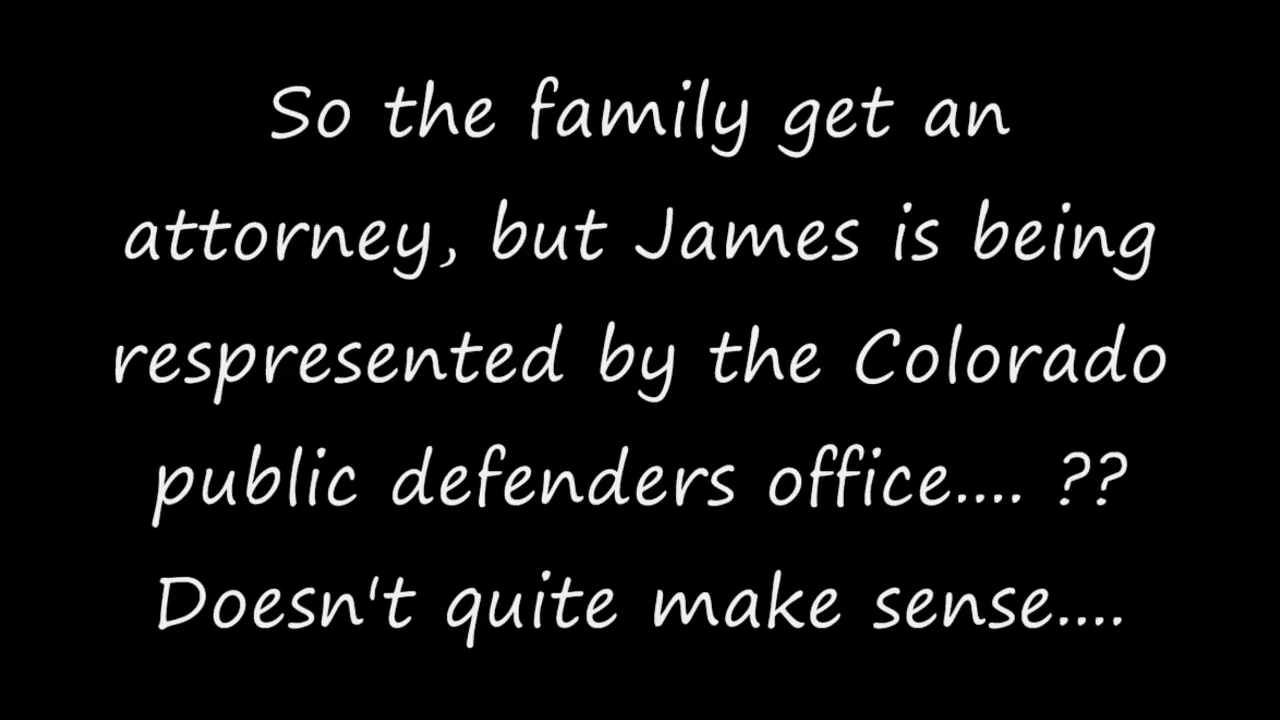 So the family get an
attorney, but James is being
respresented by the Colorado
public defenders office.... ??
Doesn't quite make sense....